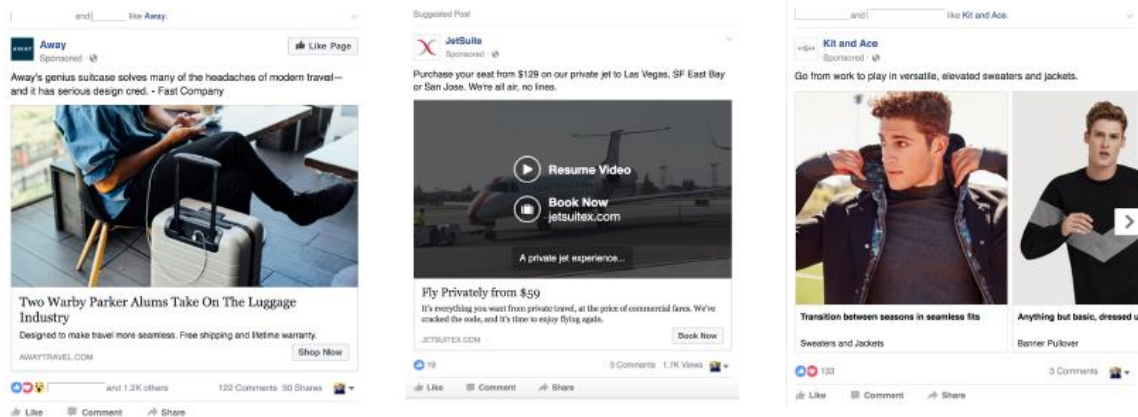 and like Away.
AWAY
Away
Sponsored ·
Like Page
Away's genius suitcase solves many of the headaches of modern travel—
and it has serious design cred. - Fast Company
Two Warby Parker Alums Take On The Luggage
Industry
Designed to make travel more seamless. Free shipping and lifetime warranty.
AWAYTRAVEL.COM
Shop Now
and 1.2K others
122 Comments 50 Shares
Like Comment Share
Suggested Post
JetSuite
Sponsored ·
Purchase your seat from $129 on our private jet to Las Vegas, SF East Bay
or San Jose. We're all air, no lines.
Resume Video
Book Now
jetsuitex.com
A private jet experience...
Fly Privately from $59
It's everything you want from private travel, at the price of commercial fares. We've
cracked the code, and it's time to enjoy flying again.
JETSUITEX.COM
Book Now
19
3 Comments 1.7K Views
Like Comment Share
and like Kit and Ace.
Kit and Ace
Sponsored ·
Go from work to play in versatile, elevated sweaters and jackets.
Transition between seasons in seamless fits
Sweaters and Jackets
Anything but basic, dressed u
Banner Pullover
133
3 Comments
Like Comment Share